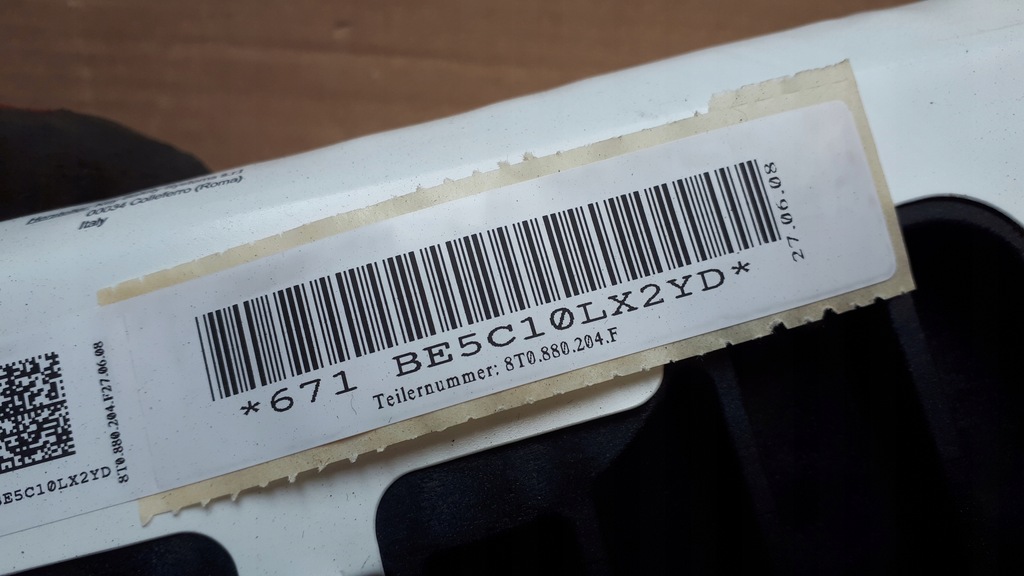 00034 Colleferro (Roma)
Italy
*671 BE5C10LX2YD*
Teilernummer: 8T0.880.204.F
27.06.08
8T0.880.204.F27.06.08
BE5C10LX2YD